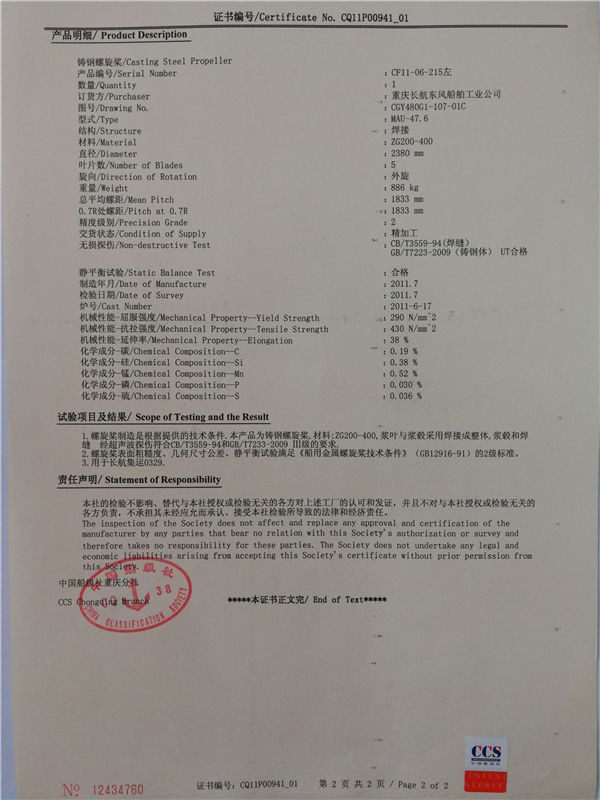 证书编号/Certificate No. CQ11P00941_01
产品明细/ Product Description
铸钢螺旋桨/Casting Steel Propeller
产品编号/Serial Number : CF11-06-215左
数量/Quantity : 1
订货方/Purchaser : 重庆长航东风船舶工业公司
图号/Drawing No. : CGY480G1-107-01C
型式/Type : MAU-47.6
结构/Structure : 焊接
材料/Material : ZG200-400
直径/Diameter : 2380 mm
叶片数/Number of Blades : 5
旋向/Direction of Rotation : 外旋
重量/Weight : 886 kg
总平均螺距/Mean Pitch : 1833 mm
0.7R处螺距/Pitch at 0.7R : 1833 mm
精度级别/Precision Grade : 2
交货状态/Condition of Supply : 精加工
无损探伤/Non-destructive Test : CB/T3559-94(焊缝)
GB/T7223-2009（铸钢体） UT合格
静平衡试验/Static Balance Test : 合格
制造年月/Date of Manufacture : 2011.7
检验日期/Date of Survey : 2011.7
炉号/Cast Number : 2011-6-17
机械性能-屈服强度/Mechanical Property--Yield Strength : 290 N/mm^2
机械性能-抗拉强度/Mechanical Property--Tensile Strength : 430 N/mm^2
机械性能-延伸率/Mechanical Property--Elongation : 38 %
化学成分-碳/Chemical Composition--C : 0.19 %
化学成分-硅/Chemical Composition--Si : 0.38 %
化学成分-锰/Chemical Composition--Mn : 0.52 %
化学成分-磷/Chemical Composition--P : 0.030 %
化学成分-硫/Chemical Composition--S : 0.036 %
试验项目及结果/ Scope of Testing and the Result
1.螺旋桨制造是根据提供的技术条件.本产品为铸钢螺旋桨,材料:ZG200-400,浆叶与浆毂采用焊接成整体,浆毂和焊
缝 经超声波探伤符合CB/T3559-94和GB/T7233-2009 III级的要求.
2.螺旋桨表面粗糙度、几何尺寸公差、静平衡试验满足《船用金属螺旋桨技术条件》（GB12916-91）的2级标准。
3.用于长航集运0329.
责任声明/ Statement of Responsibility
本社的检验不影响、替代与本社授权或检验无关的各方对上述工厂的认可和发证，并且不对与本社授权或检验无关的
各方负责，不承担其未经应允而承认、接受本社检验所导致的法律和经济责任。
The inspection of the Society does not affect and replace any approval and certification of the
manufacturer by any parties that bear no relation with this Society's authorization or survey and
therefore takes no responsibility for these parties. The Society does not undertake any legal and
economic liabilities arising from accepting this Society's certificate without prior permission from
this Society.
中国船级社重庆分社
CCS Chongqing Branch
*****本证书正文完/ End of Text*****
中国船级社
38
CHINA CLASSIFICATION SOCIETY
CCS
中国船级社
№ 12434760
证书编号：CQ11P00941_01 第 2 页 共 2 页 / Page 2 of 2